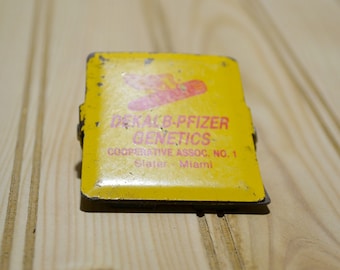 DEKALB-PFIZER
GENETICS
COOPERATIVE ASSOC. NO. 1
Slater - Miami